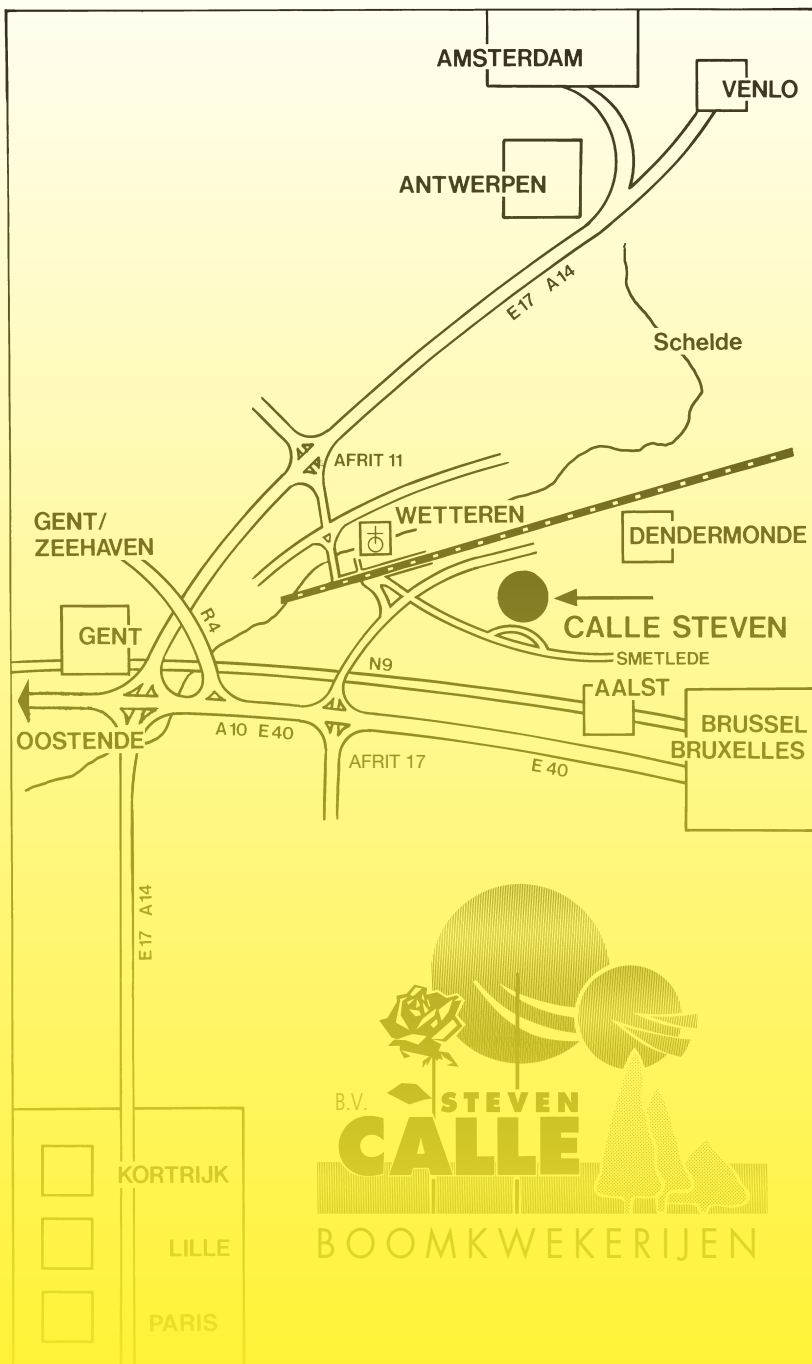 AMSTERDAM
VENLO
ANTWERPEN
E17 A14
Schelde
AFRIT 11
WETTEREN
GENT/
ZEEHAVEN
DENDERMONDE
R4
GENT
CALLE STEVEN
SMETLEDE
N9
AALST
OOSTENDE
A10 E40
BRUSSEL
BRUXELLES
AFRIT 17
E40
E17 A14
B.V. STEVEN
CALLE
BOOMKWEKERIJEN
KORTRIJK
LILLE
PARIS